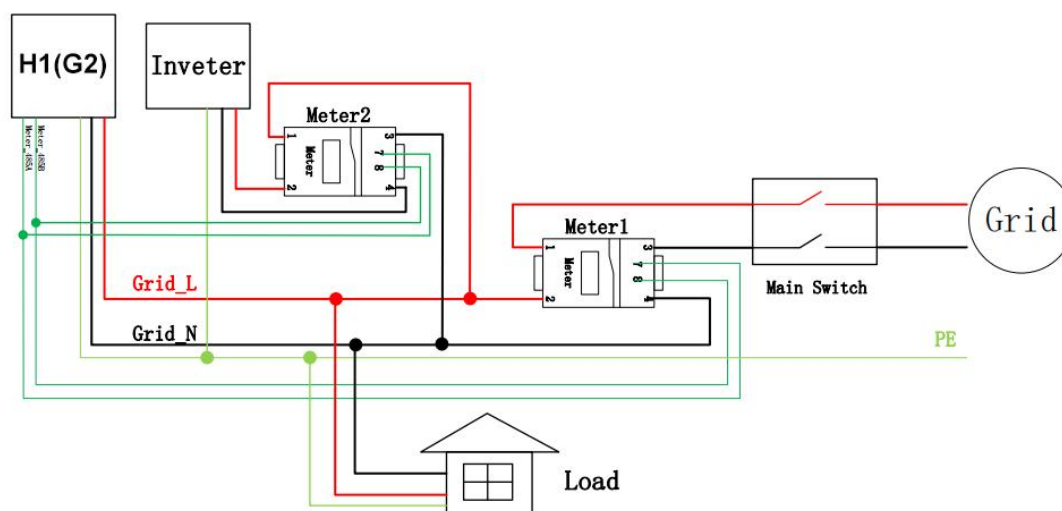 H1(G2)
Inveter
Meter_485A
Meter_485B
Meter2
1
2
Meter
3
7
8
4
Meter1
1
2
Meter
3
7
8
4
Main Switch
Grid
Grid_L
Grid_N
PE
Load